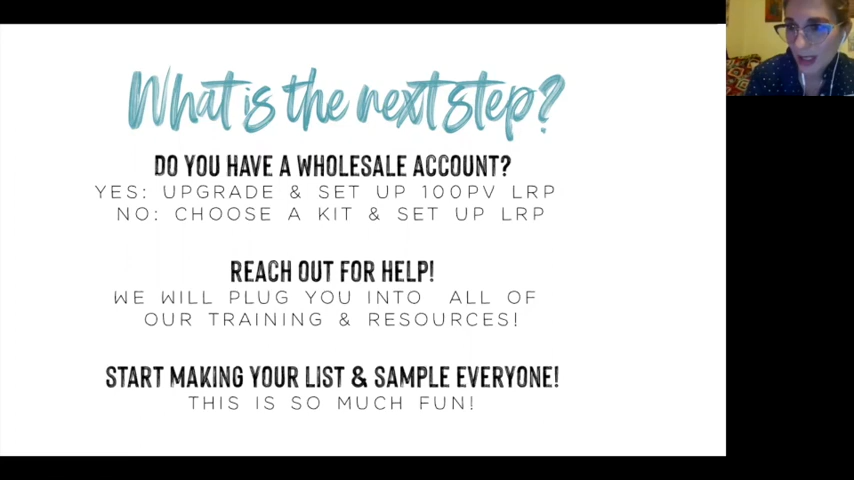 What is the next step?
DO YOU HAVE A WHOLESALE ACCOUNT?
YES: UPGRADE & SET UP 100PV LRP
NO: CHOOSE A KIT & SET UP LRP
REACH OUT FOR HELP!
WE WILL PLUG YOU INTO ALL OF
OUR TRAINING & RESOURCES!
START MAKING YOUR LIST & SAMPLE EVERYONE!
THIS IS SO MUCH FUN!